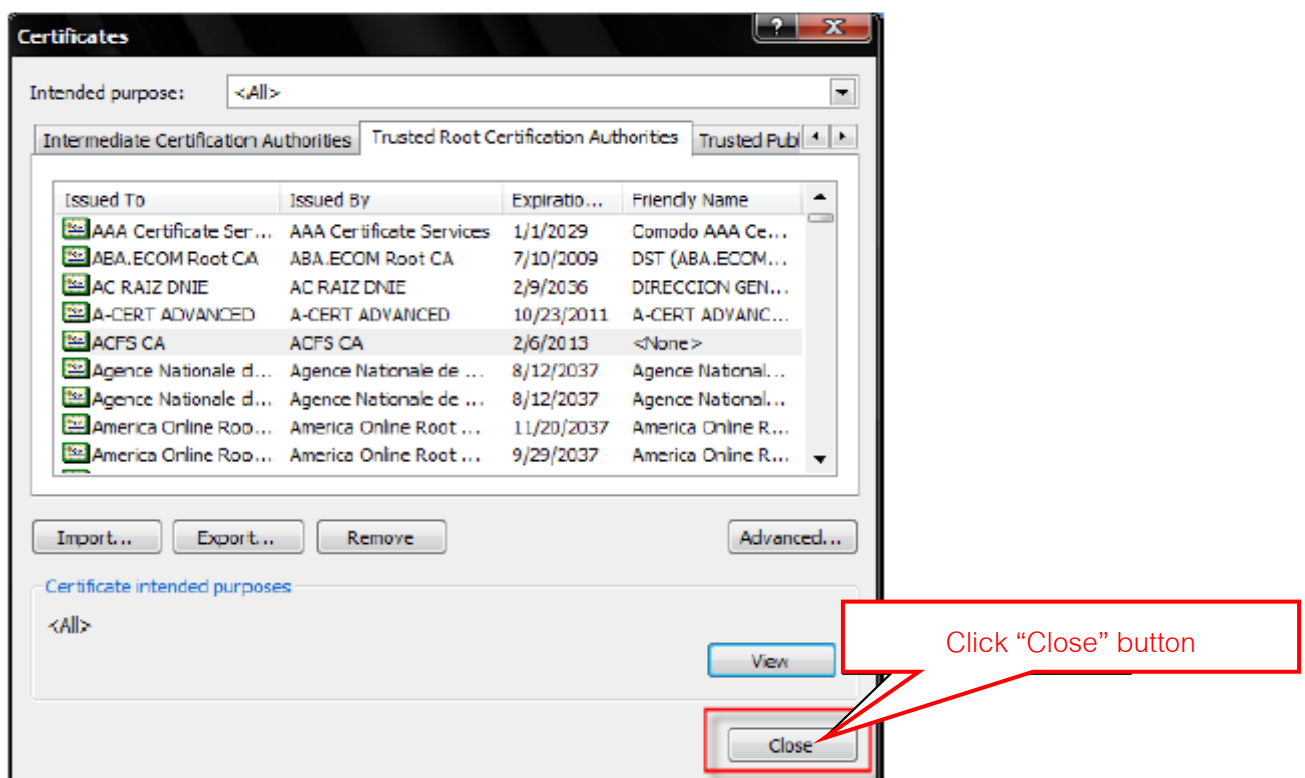 Certificates
Intended purpose: <All>
Intermediate Certification Authorities Trusted Root Certification Authorities Trusted Publ
Issued To Issued By Expiratio... Friendly Name
AAA Certificate Ser... AAA Certificate Services 1/1/2029 Comodo AAA Ce...
ABA.ECOM Root CA ABA.ECOM Root CA 7/10/2009 DST (ABA.ECOM...
AC RAIZ DNIE AC RAIZ DNIE 2/9/2036 DIRECCION GEN...
A-CERT ADVANCED A-CERT ADVANCED 10/23/2011 A-CERT ADVANC...
ACFS CA ACFS CA 2/6/2013 <None>
Agence Nationale d... Agence Nationale de ... 8/12/2037 Agence National...
Agence Nationale d... Agence Nationale de ... 8/12/2037 Agence National...
America Online Roo... America Online Root ... 11/20/2037 America Online R...
America Online Roo... America Online Root ... 9/29/2037 America Online R...
Import... Export... Remove Advanced...
Certificate intended purposes
<All>
Click “Close” button
View
Close